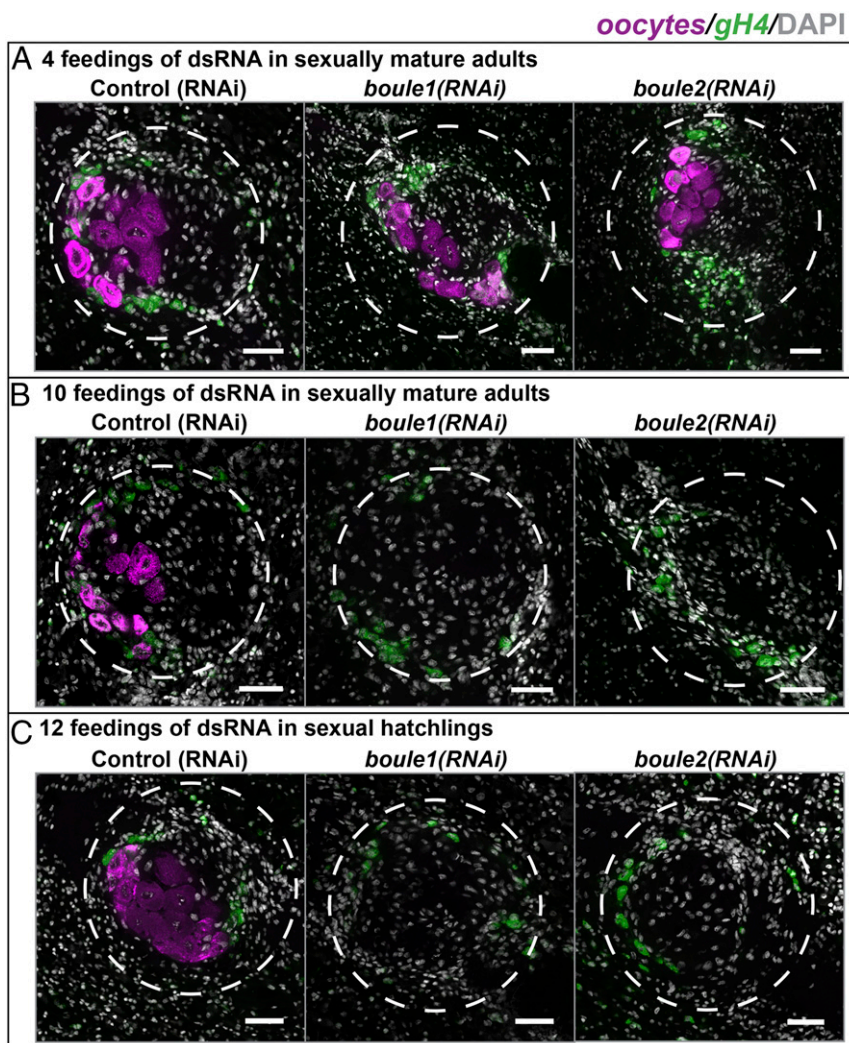 oocytes/gH4/DAPI
A 4 feedings of dsRNA in sexually mature adults
Control (RNAi) boule1(RNAi) boule2(RNAi)
B 10 feedings of dsRNA in sexually mature adults
Control (RNAi) boule1(RNAi) boule2(RNAi)
C 12 feedings of dsRNA in sexual hatchlings
Control (RNAi) boule1(RNAi) boule2(RNAi)